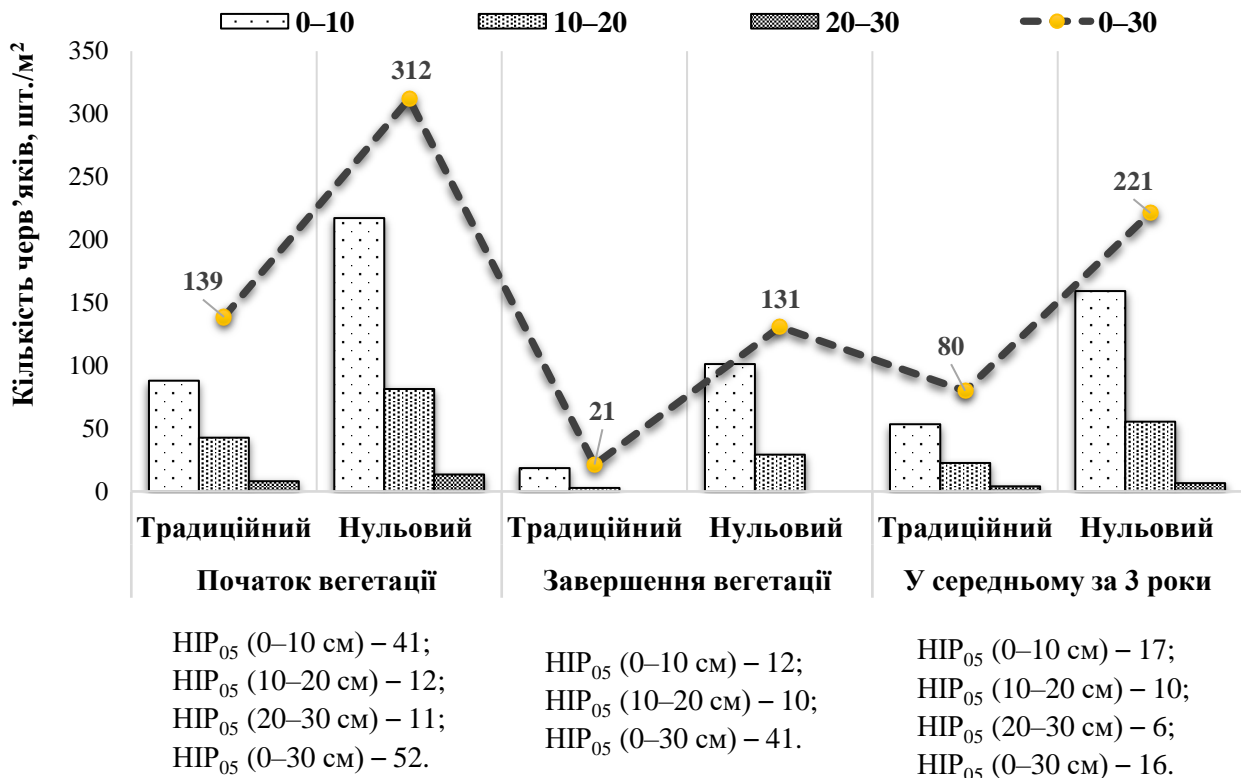 0–10 10–20 20–30 0–30
Кількість черв’яків, шт./м²
350
300
250
200
150
100
50
0
139
312
21
131
80
221
Традиційний Нульовий Традиційний Нульовий Традиційний Нульовий
Початок вегетації Завершення вегетації У середньому за 3 роки
НІР₀₅ (0–10 см) – 41;
НІР₀₅ (10–20 см) – 12;
НІР₀₅ (20–30 см) – 11;
НІР₀₅ (0–30 см) – 52.
НІР₀₅ (0–10 см) – 12;
НІР₀₅ (10–20 см) – 10;
НІР₀₅ (0–30 см) – 41.
НІР₀₅ (0–10 см) – 17;
НІР₀₅ (10–20 см) – 10;
НІР₀₅ (20–30 см) – 6;
НІР₀₅ (0–30 см) – 16.